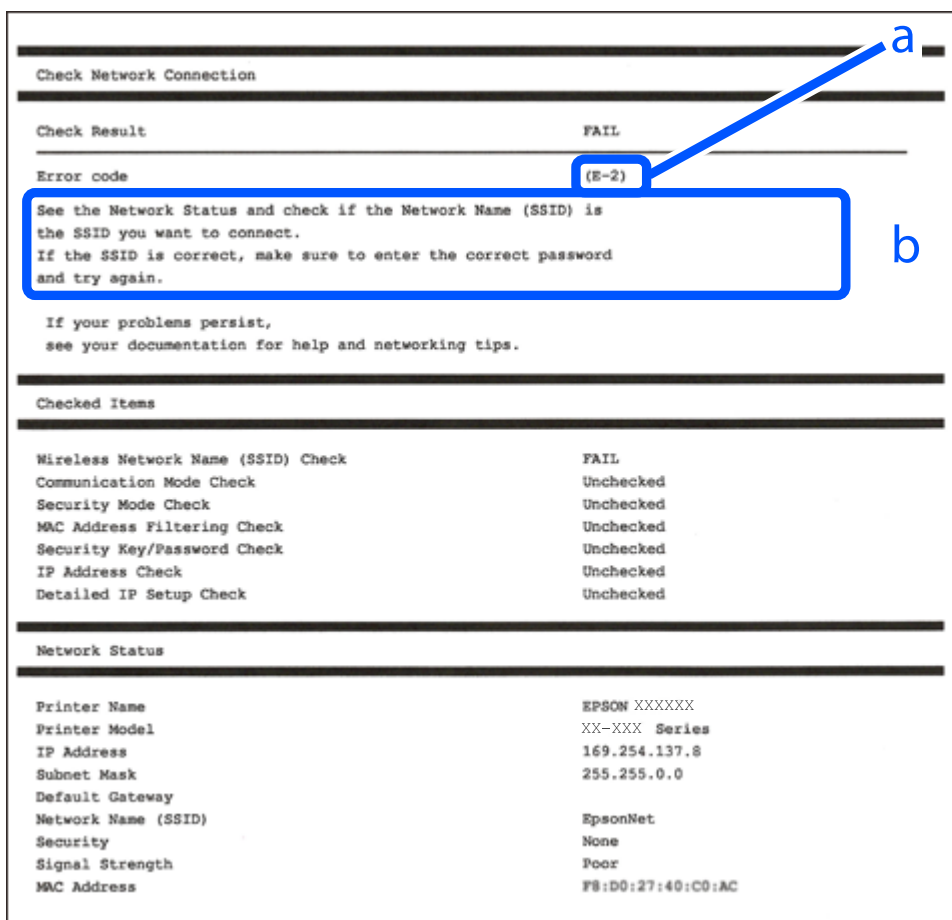 a
Check Network Connection
Check Result FAIL
Error code (E-2)
See the Network Status and check if the Network Name (SSID) is
the SSID you want to connect.
If the SSID is correct, make sure to enter the correct password
and try again.
b
If your problems persist,
see your documentation for help and networking tips.
Checked Items
Wireless Network Name (SSID) Check FAIL
Communication Mode Check Unchecked
Security Mode Check Unchecked
MAC Address Filtering Check Unchecked
Security Key/Password Check Unchecked
IP Address Check Unchecked
Detailed IP Setup Check Unchecked
Network Status
Printer Name EPSON XXXXXX
Printer Model XX-XXX Series
IP Address 169.254.137.8
Subnet Mask 255.255.0.0
Default Gateway
Network Name (SSID) EpsonNet
Security None
Signal Strength Poor
MAC Address F8:D0:27:40:C0:AC